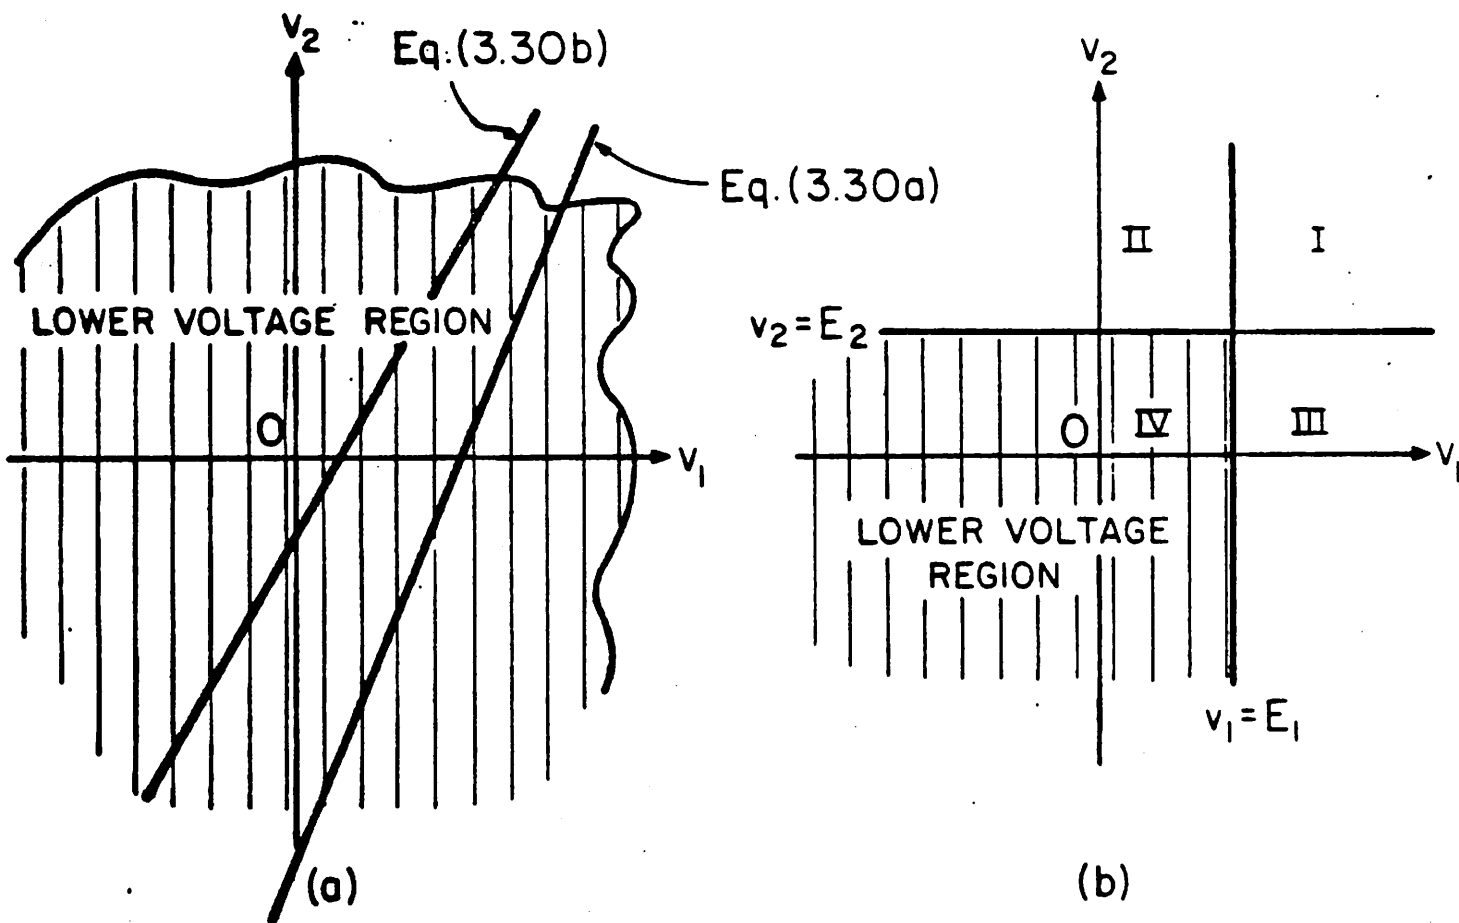 V₂
Eq.(3.30b)
Eq.(3.30a)
LOWER VOLTAGE REGION
O
V₁
(a)
V₂
II
I
v₂=E₂
O
IV
III
V₁
LOWER VOLTAGE
REGION
v₁=E₁
(b)